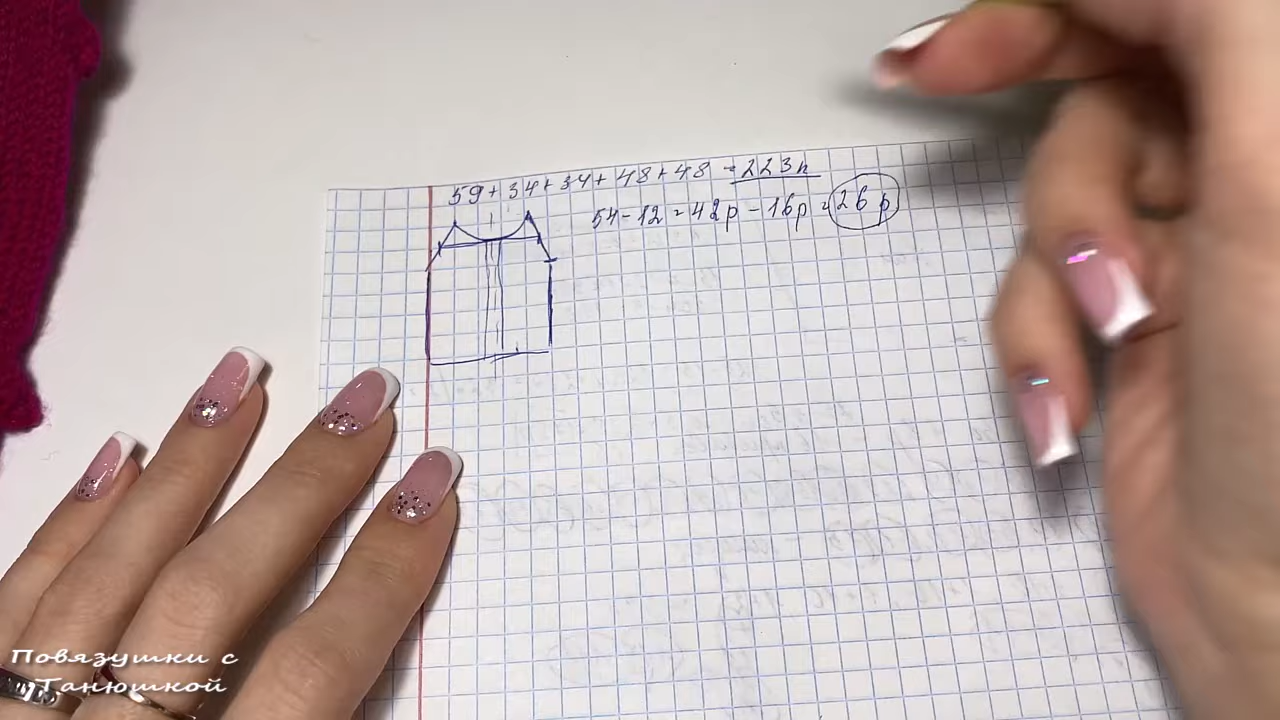 59+34+34+48+48 = 223п
54-12=42р-16р=26р
Повязушки с
Танюшкой